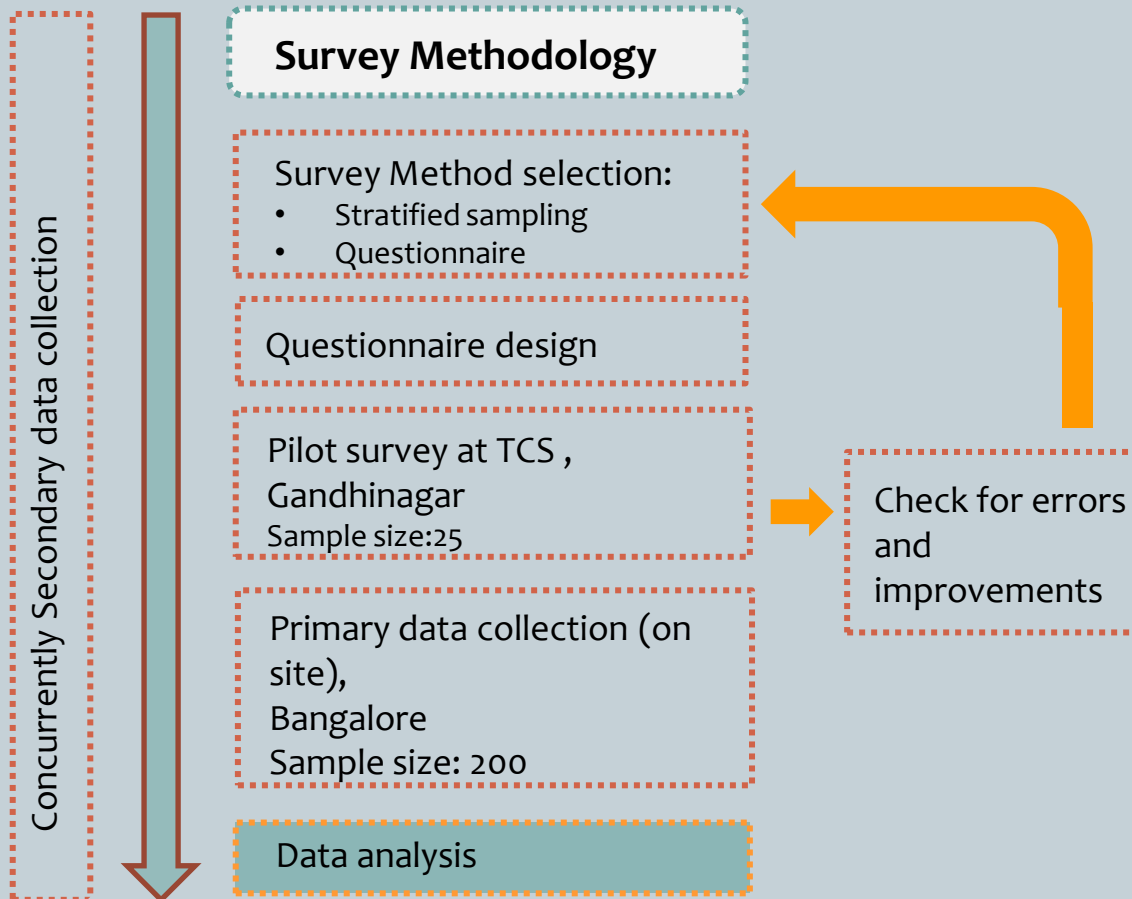 Survey Methodology
Concurrently Secondary data collection
Survey Method selection:
• Stratified sampling
• Questionnaire
Questionnaire design
Pilot survey at TCS ,
Gandhinagar
Sample size:25
Check for errors
and
improvements
Primary data collection (on
site),
Bangalore
Sample size: 200
Data analysis